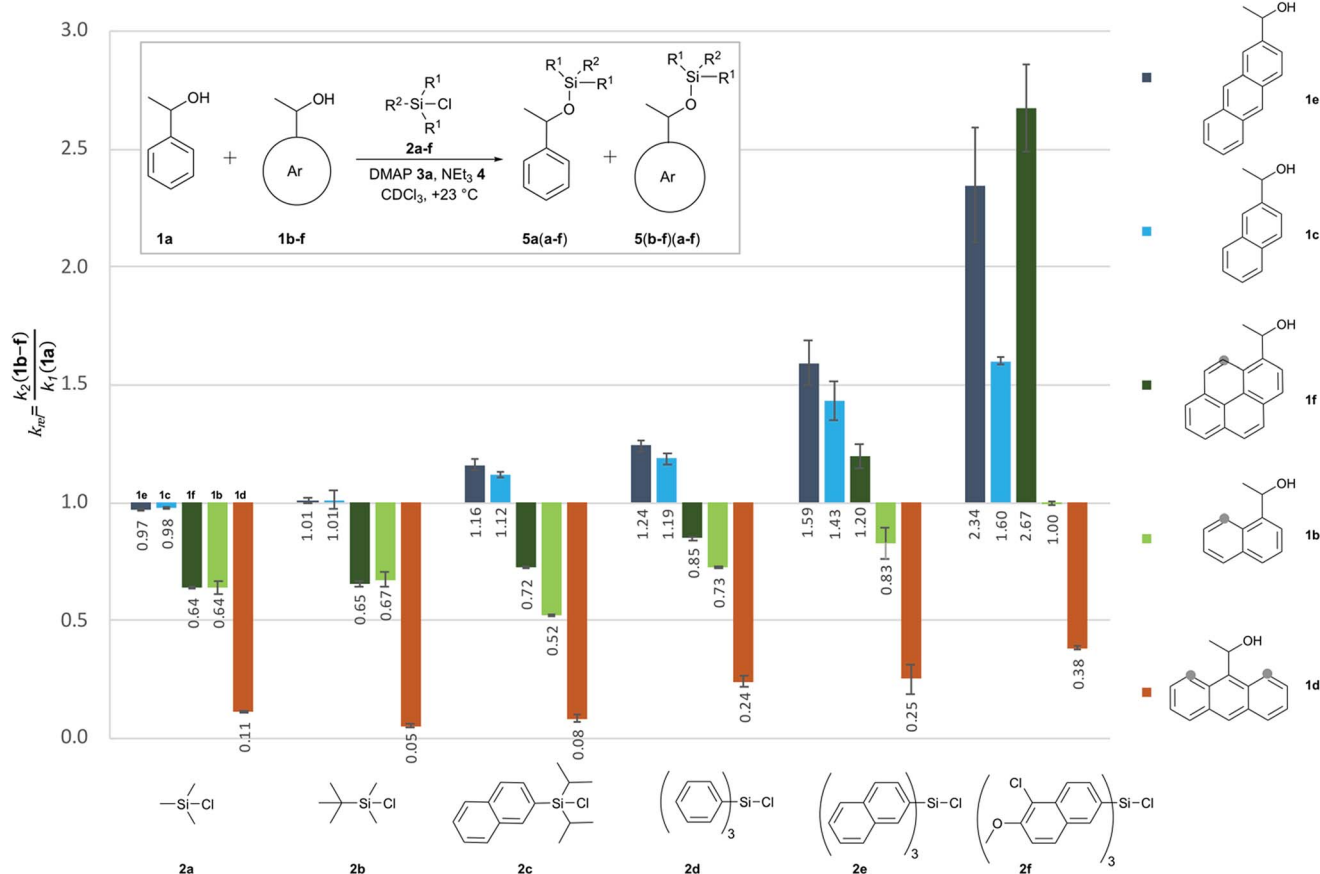 3.0
2.5
2.0
1.5
1.0
0.5
0.0
k_rel = k_2(1b–f) / k_1(1a)
OH
+
OH
Ar
R² Si Cl
R¹
R¹
2a-f
DMAP 3a, NEt₃ 4
CDCl₃, +23 °C
R¹ R²
Si R¹
O
+
R¹ R²
Si R¹
O
Ar
1a
1b-f
5a(a-f)
5(b-f)(a-f)
1e 1c 1f 1b 1d
0.97
0.98
0.64
0.64
0.11
1.01
1.01
0.65
0.67
0.05
1.16
1.12
0.72
0.52
0.08
1.24
1.19
0.85
0.73
0.24
1.59
1.43
1.20
0.83
0.25
2.34
1.60
2.67
1.00
0.38
OH
1e
OH
1c
OH
1f
OH
1b
OH
1d
Si Cl
2a
Si Cl
2b
Si Cl
2c
Si Cl
3
2d
Si Cl
3
2e
Cl
O
Si Cl
3
2f